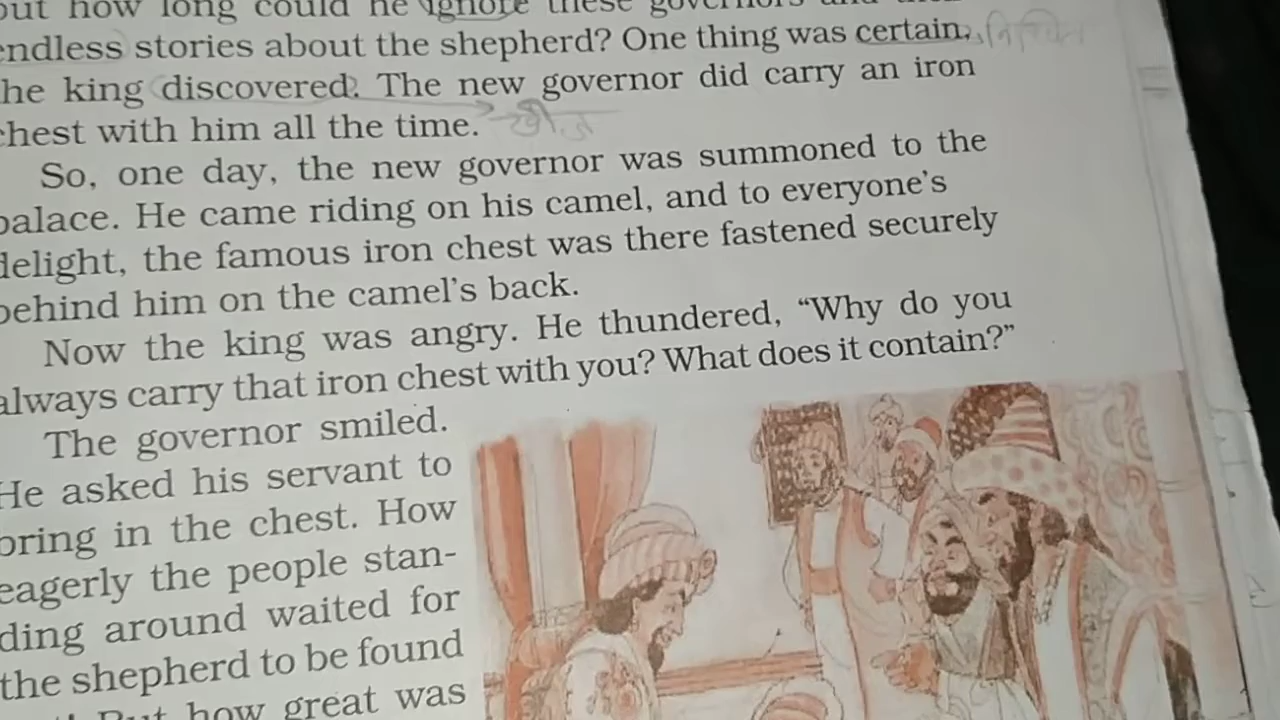 but how long could he ignore these governors and
endless stories about the shepherd? One thing was certain,
he king discovered. The new governor did carry an iron
chest with him all the time.
So, one day, the new governor was summoned to the
palace. He came riding on his camel, and to everyone's
delight, the famous iron chest was there fastened securely
behind him on the camel's back.
Now the king was angry. He thundered, “Why do you
always carry that iron chest with you? What does it contain?”
The governor smiled.
He asked his servant to
bring in the chest. How
eagerly the people stan-
ding around waited for
the shepherd to be found
But how great was